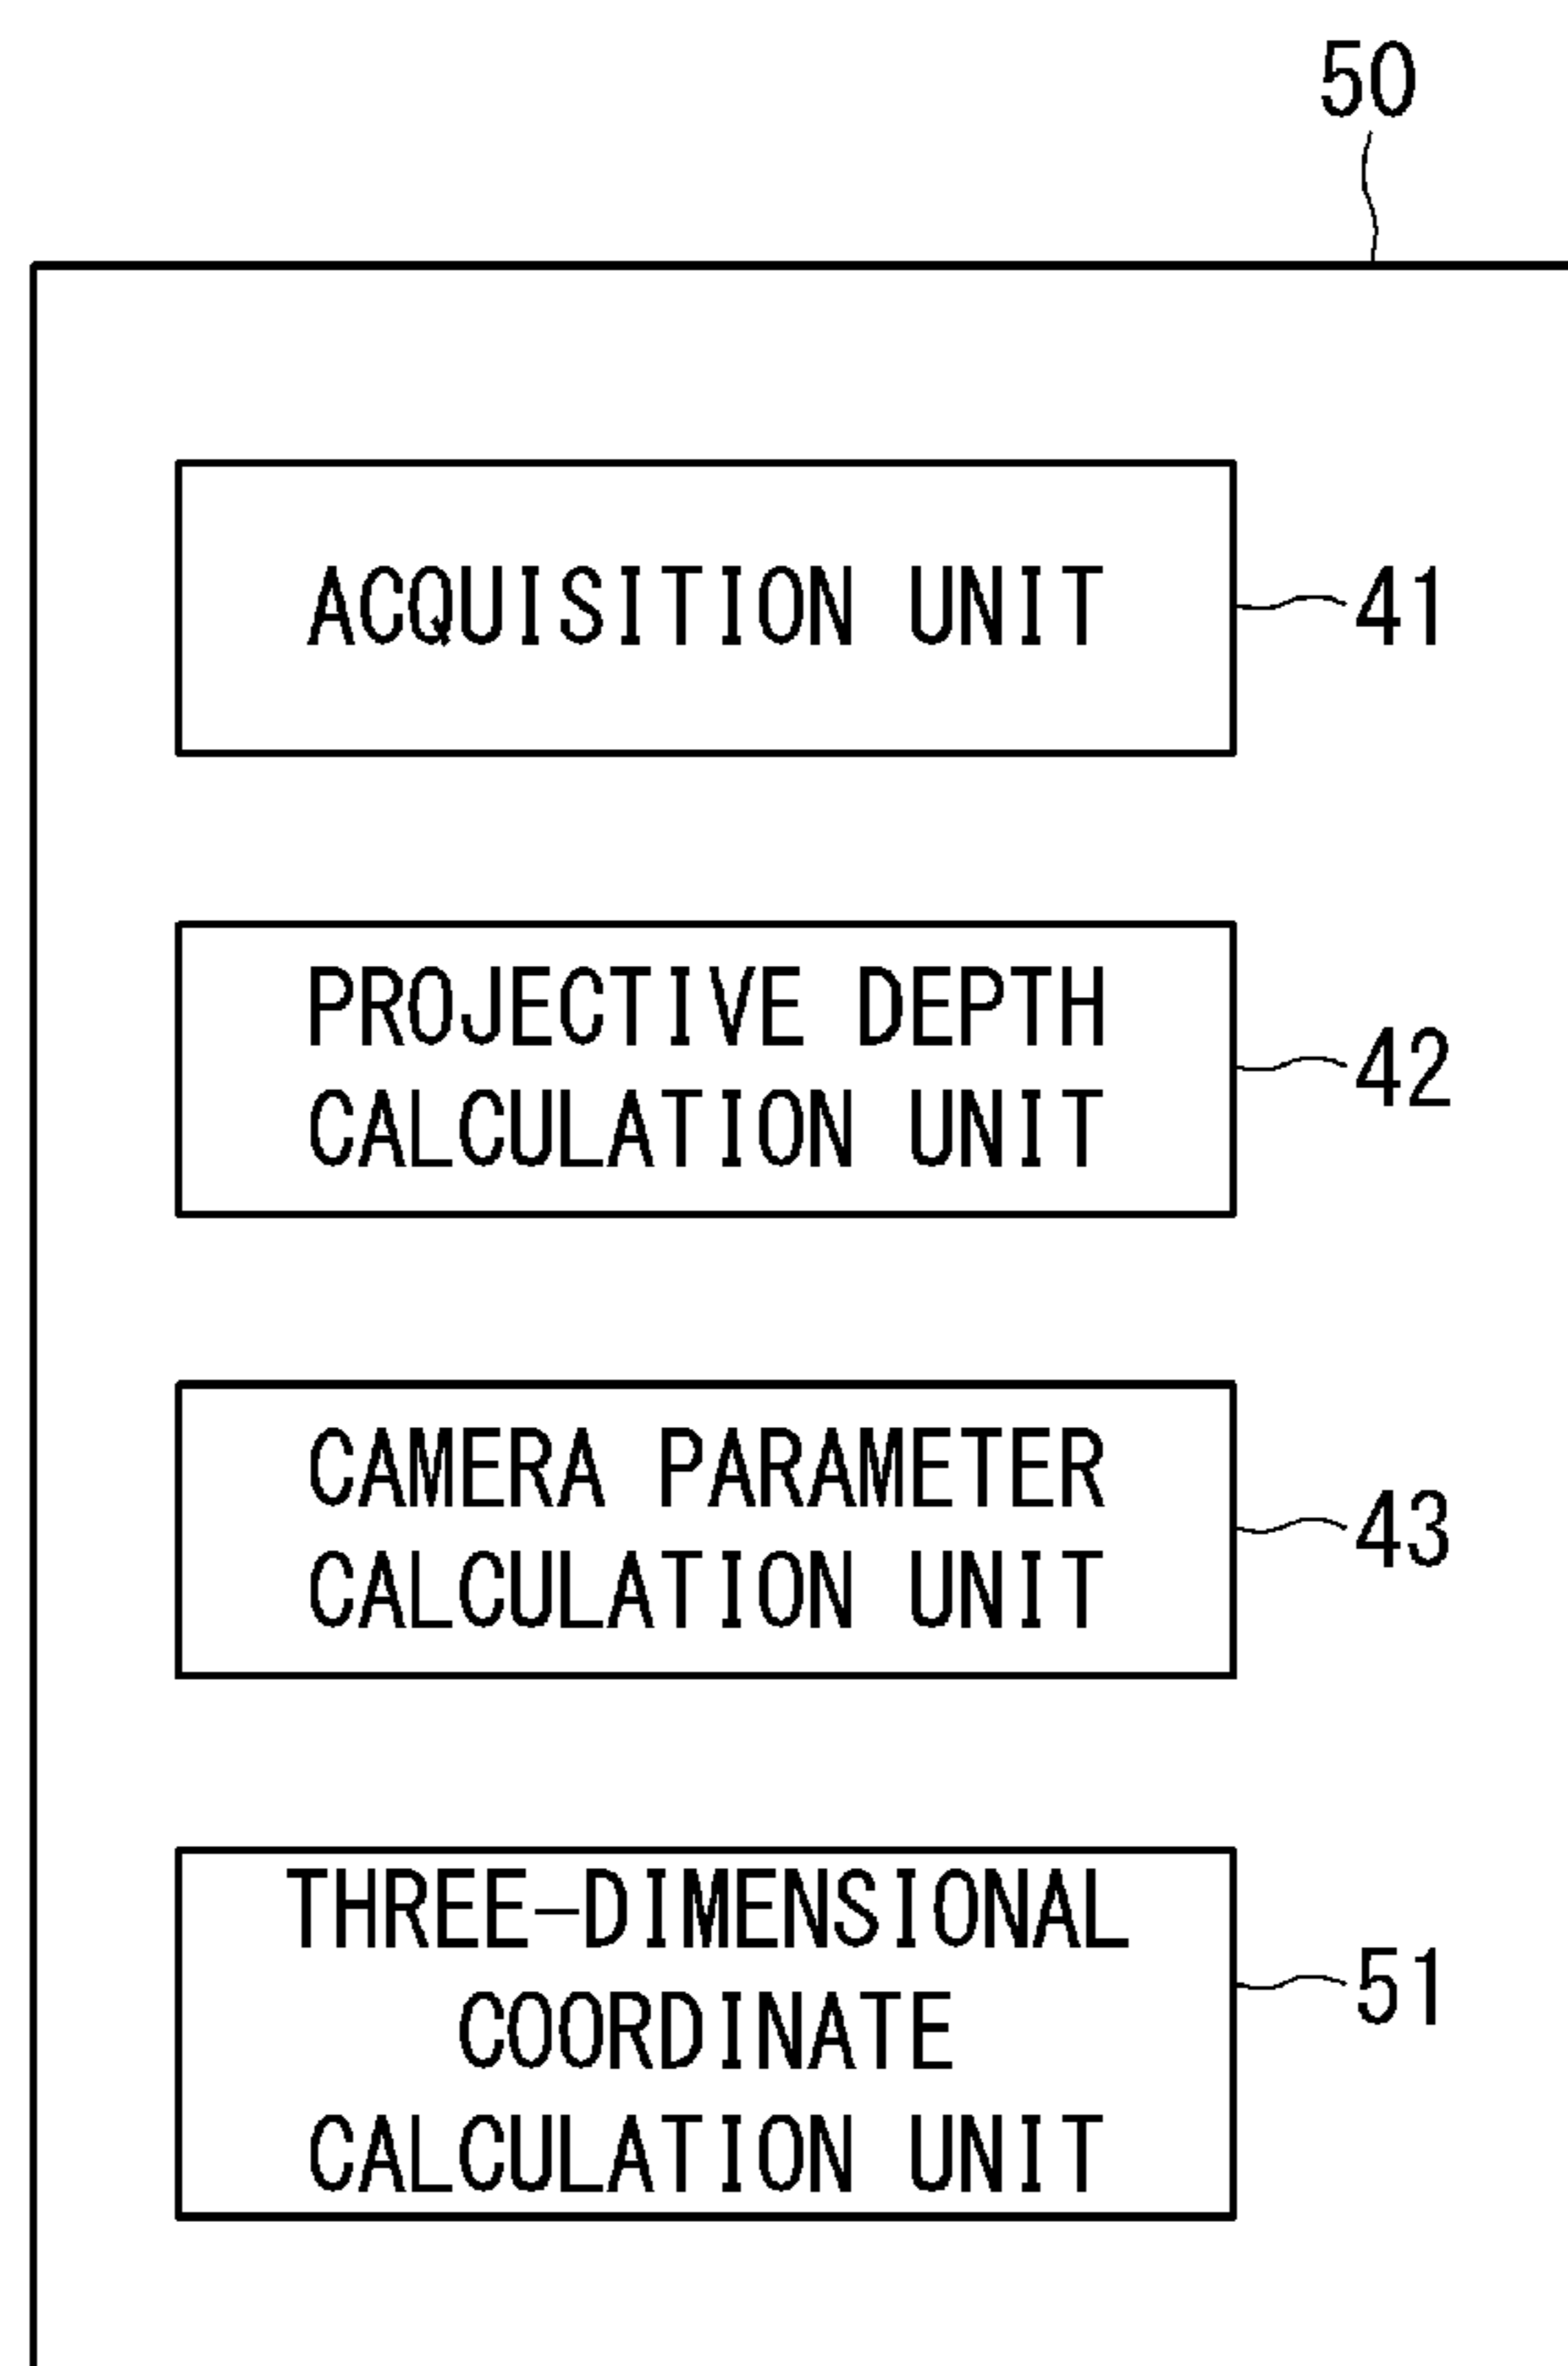 50
ACQUISITION UNIT
41
PROJECTIVE DEPTH
CALCULATION UNIT
42
CAMERA PARAMETER
CALCULATION UNIT
43
THREE-DIMENSIONAL
COORDINATE
CALCULATION UNIT
51